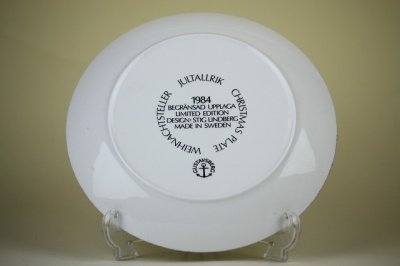 JULTALLRIK
CHRISTMAS PLATE
WEIHNACHTSTELLER
1984
BEGRÄNSAD UPPLAGA
LIMITED EDITION
DESIGN · STIG LINDBERG
MADE IN SWEDEN
GUSTAVSBERG